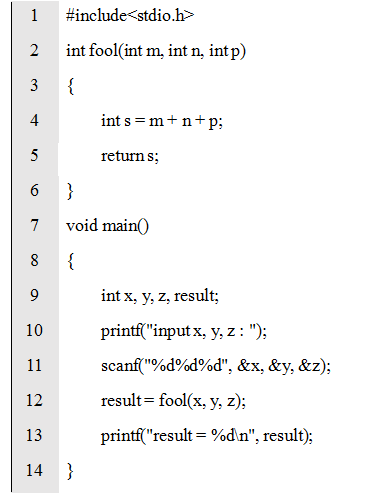 1 #include<stdio.h>
2 int fool(int m, int n, int p)
3 {
4 int s = m + n + p;
5 return s;
6 }
7 void main()
8 {
9 int x, y, z, result;
10 printf("input x, y, z : ");
11 scanf("%d%d%d", &x, &y, &z);
12 result = fool(x, y, z);
13 printf("result = %d\n", result);
14 }